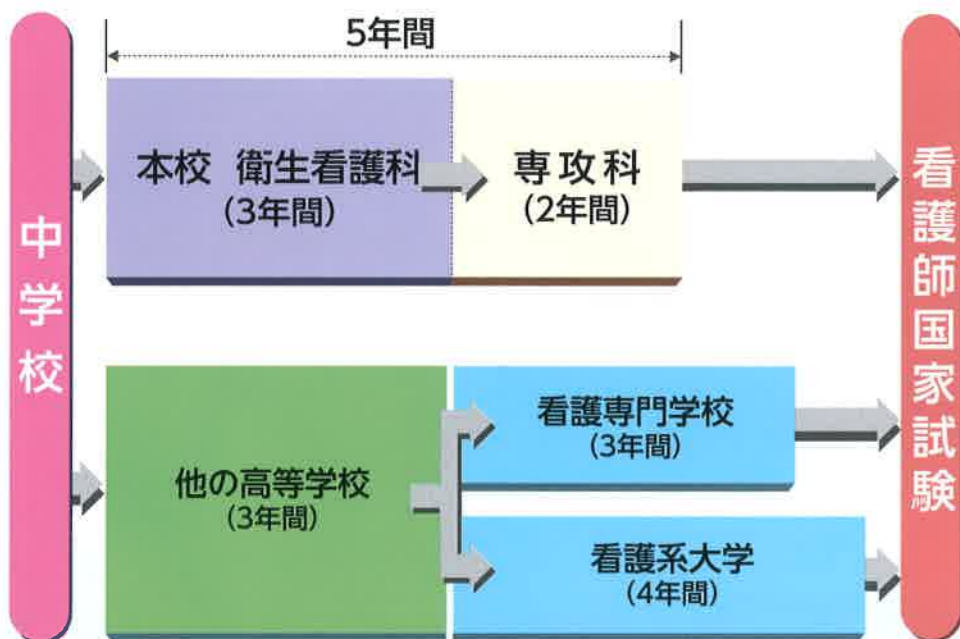 中学校
5年間
本校 衛生看護科
(3年間)
専攻科
(2年間)
他の高等学校
(3年間)
看護専門学校
(3年間)
看護系大学
(4年間)
看護師国家試験